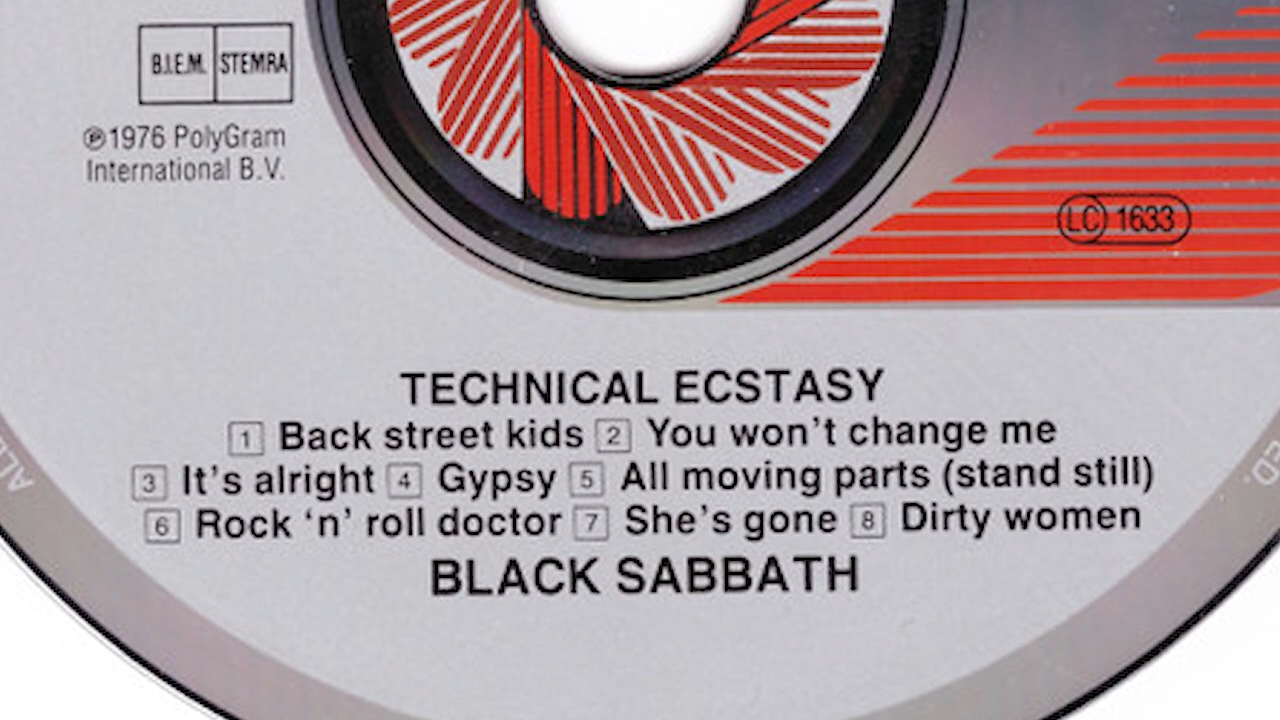 B.I.E.M. STEMRA
℗1976 PolyGram
International B.V.
LC 1633
TECHNICAL ECSTASY
1 Back street kids 2 You won't change me
3 It's alright 4 Gypsy 5 All moving parts (stand still)
6 Rock 'n' roll doctor 7 She's gone 8 Dirty women
BLACK SABBATH